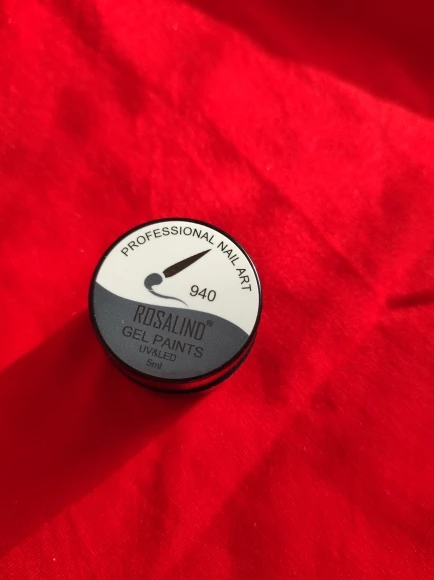 PROFESSIONAL NAIL ART
940
ROSALIND®
GEL PAINTS
UV&LED
5ml